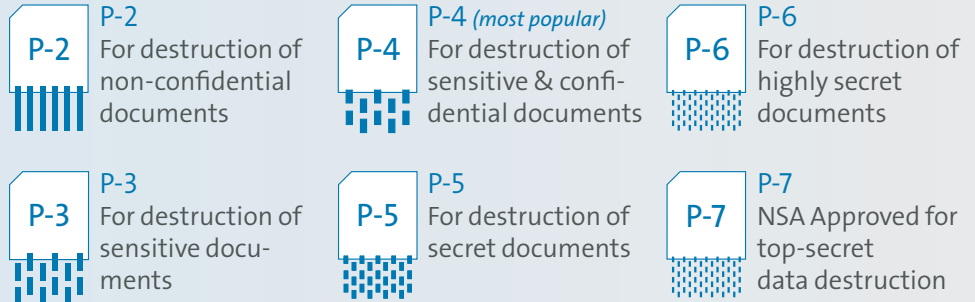 P-2
P-2
For destruction of
non-confidential
documents
P-4
P-4 (most popular)
For destruction of
sensitive & confi-
dential documents
P-6
P-6
For destruction of
highly secret
documents
P-3
P-3
For destruction of
sensitive docu-
ments
P-5
P-5
For destruction of
secret documents
P-7
P-7
NSA Approved for
top-secret
data destruction